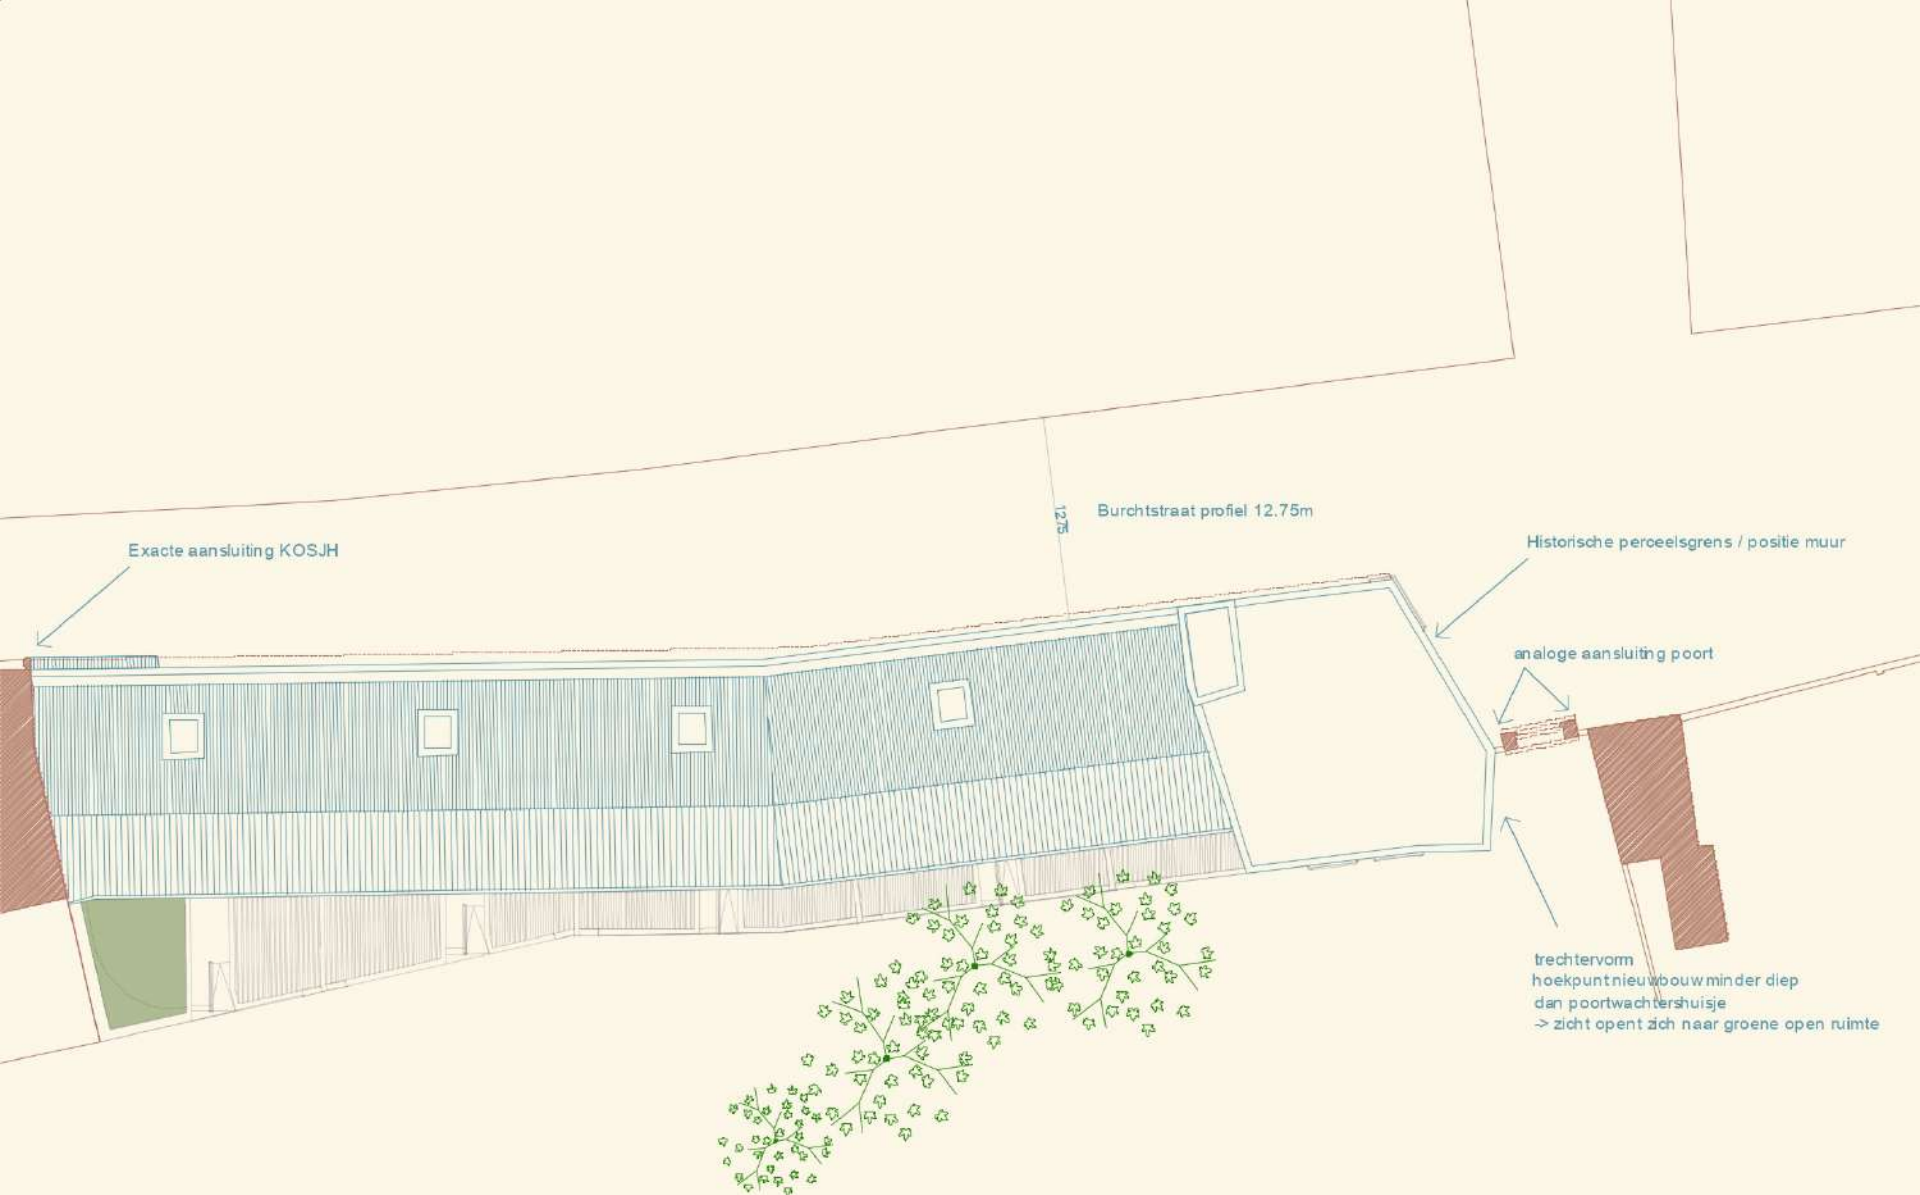 Burchtstraat profiel 12.75m
1275
Exacte aansluiting KOSJH
Historische perceelsgrens / positie muur
analoge aansluiting poort
trechtervorm
hoekpunt nieuwbouw minder diep
dan poortwachtershuisje
-> zicht opent zich naar groene open ruimte